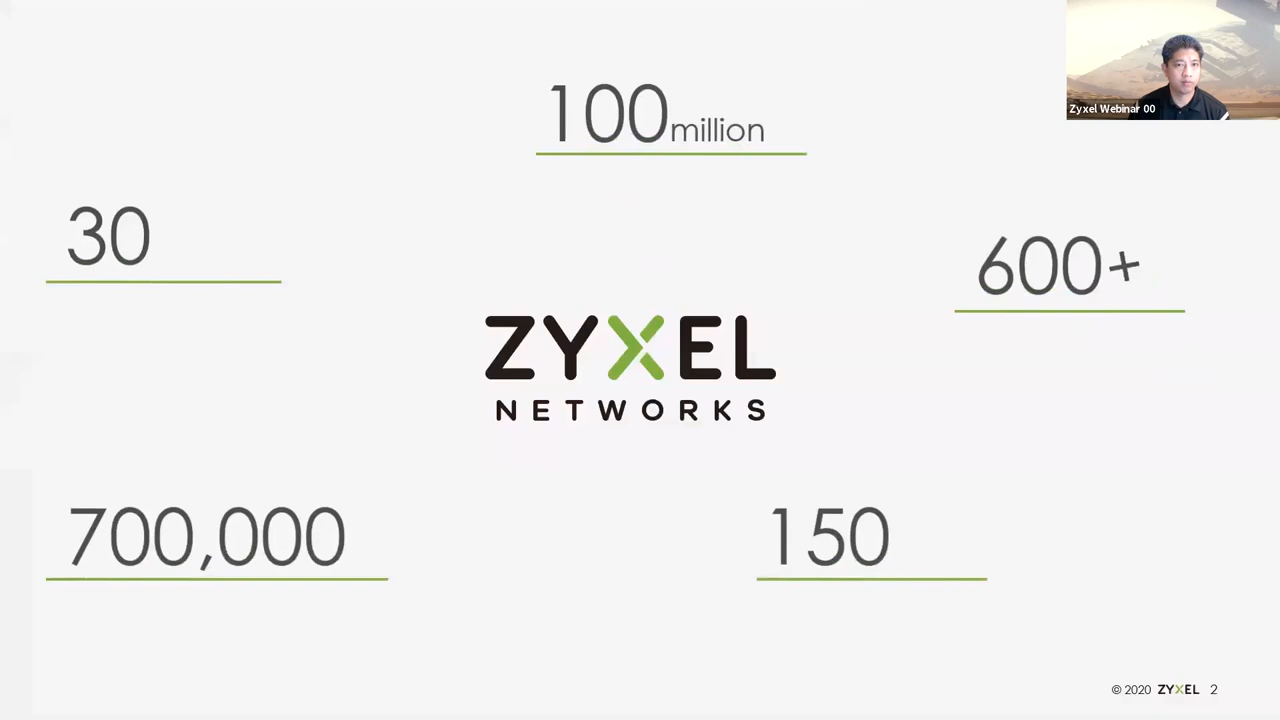 100million
Zyxel Webinar 00
30
600+
ZYXEL
NETWORKS
700,000
150
© 2020 ZYXEL 2